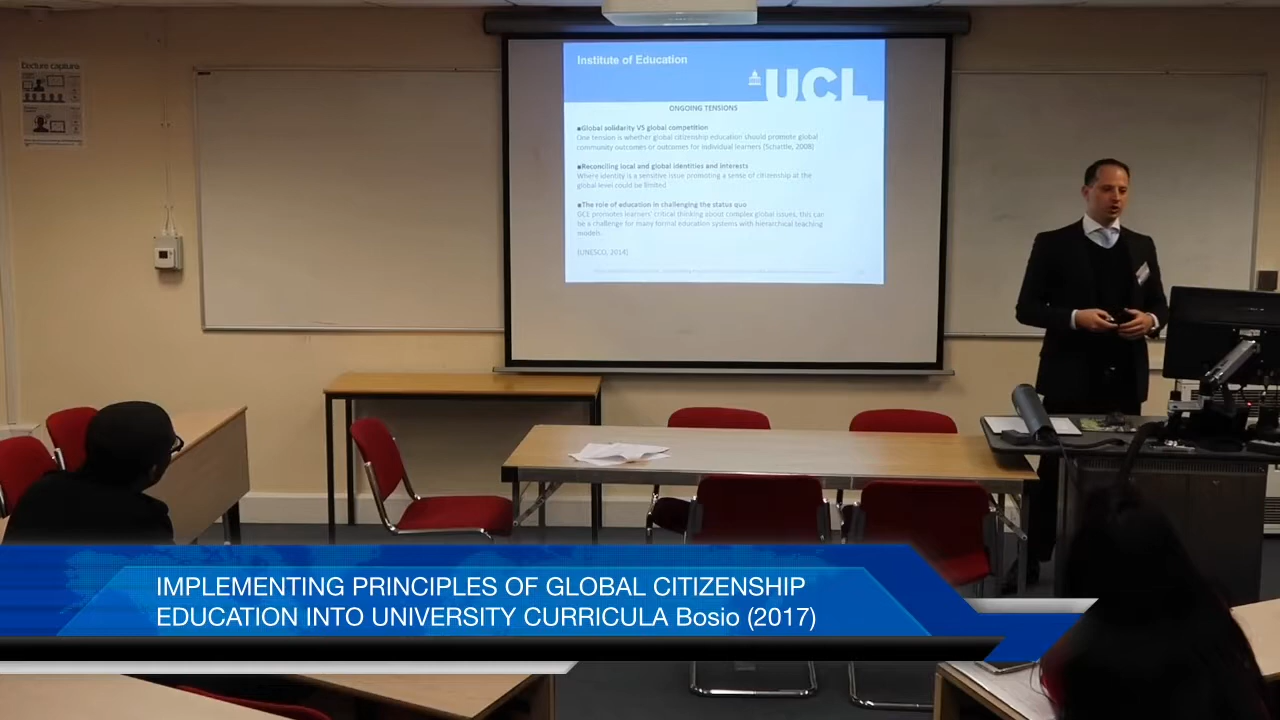 Lecture capture
Institute of Education
UCL
ONGOING TENSIONS
■Global solidarity VS global competition
One tension is whether global citizenship education should promote global
community outcomes or outcomes for individual learners (Schattle, 2008)
■Reconciling local and global identities and interests
Where identity is a sensitive issue promoting a sense of citizenship at the
global level could be limited
■The role of education in challenging the status quo
GCE promotes learners' critical thinking about complex global issues, this can
be a challenge for many formal education systems with hierarchical teaching
models.
(UNESCO, 2014)
IMPLEMENTING PRINCIPLES OF GLOBAL CITIZENSHIP
EDUCATION INTO UNIVERSITY CURRICULA Bosio (2017)